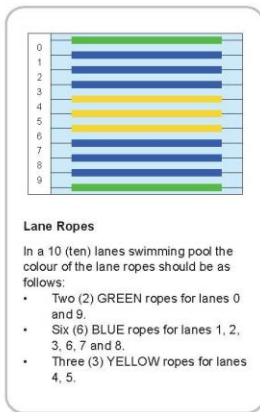 0
1
2
3
4
5
6
7
8
9
Lane Ropes
In a 10 (ten) lanes swimming pool the
colour of the lane ropes should be as
follows:
• Two (2) GREEN ropes for lanes 0
and 9.
• Six (6) BLUE ropes for lanes 1, 2,
3, 6, 7 and 8.
• Three (3) YELLOW ropes for lanes
4, 5.